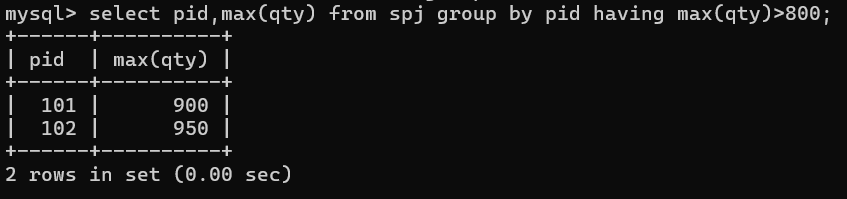 mysql> select pid,max(qty) from spj group by pid having max(qty)>800;
+------+----------+
| pid  | max(qty) |
+------+----------+
|  101 |      900 |
|  102 |      950 |
+------+----------+
2 rows in set (0.00 sec)